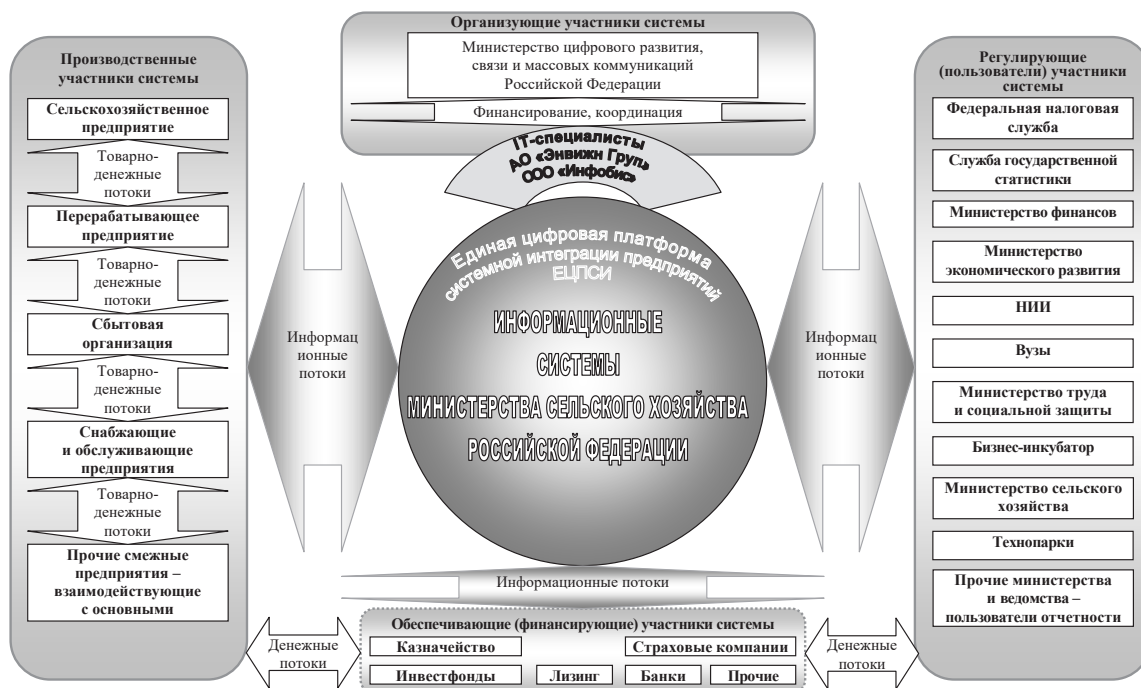 Производственные
участники системы
Сельскохозяйственное
предприятие
Товарно-
денежные
потоки
Перерабатывающее
предприятие
Товарно-
денежные
потоки
Сбытовая
организация
Товарно-
денежные
потоки
Снабжающие
и обслуживающие
предприятия
Товарно-
денежные
потоки
Прочие смежные
предприятия –
взаимодействующие
с основными
Организующие участники системы
Министерство цифрового развития,
связи и массовых коммуникаций
Российской Федерации
Финансирование, координация
IT-специалисты
АО «Энвижн Груп»
ООО «Инфобис»
Информац
ионные
потоки
Единая цифровая платформа
системной интеграции предприятий
ЕЦПСИ
ИНФОРМАЦИОННЫЕ
СИСТЕМЫ
МИНИСТЕРСТВА СЕЛЬСКОГО ХОЗЯЙСТВА
РОССИЙСКОЙ ФЕДЕРАЦИИ
Информац
ионные
потоки
Информационные потоки
Обеспечивающие (финансирующие) участники системы
Казначейство
Страховые компании
Инвестфонды
Лизинг
Банки
Прочие
Денежные
потоки
Денежные
потоки
Регулирующие
(пользователи) участники
системы
Федеральная налоговая
служба
Служба государственной
статистики
Министерство финансов
Министерство
экономического развития
НИИ
Вузы
Министерство труда
и социальной защиты
Бизнес-инкубатор
Министерство сельского
хозяйства
Технопарки
Прочие министерства
и ведомства –
пользователи отчетности